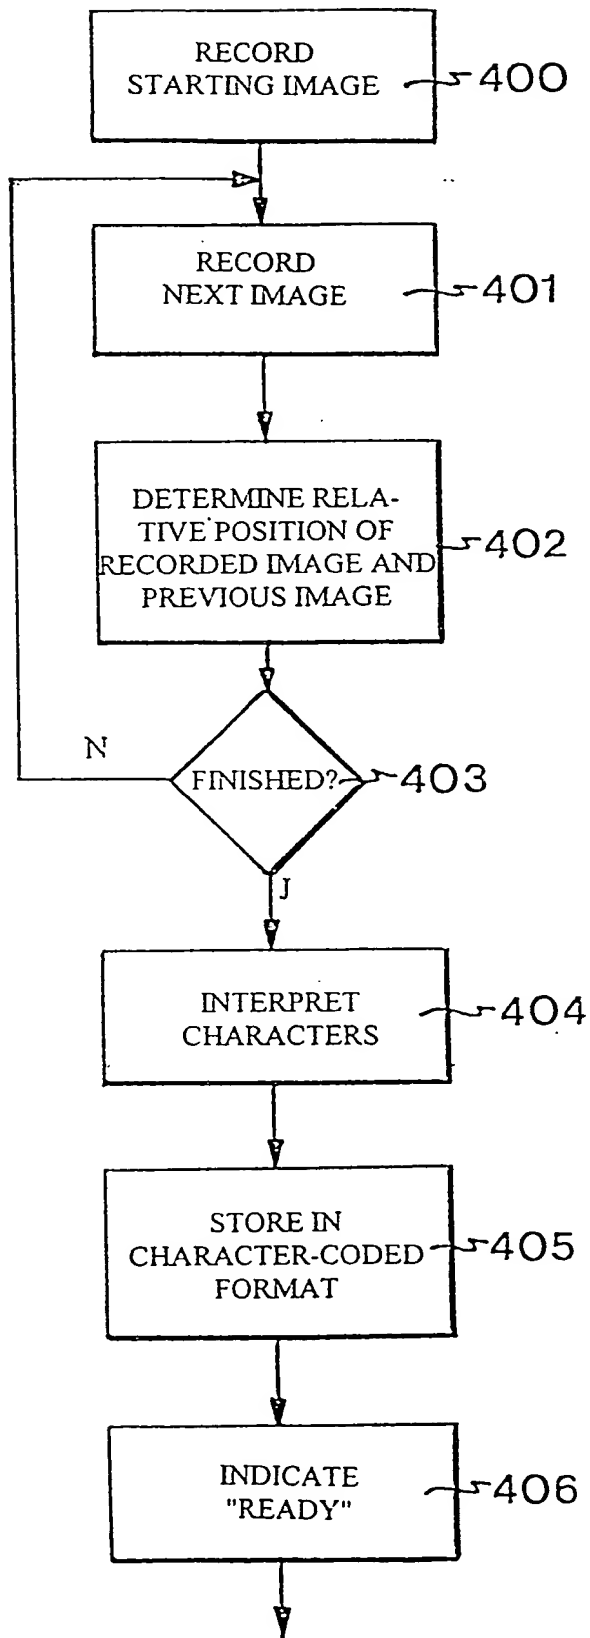 RECORD
STARTING IMAGE 400
RECORD
NEXT IMAGE 401
DETERMINE RELA-
TIVE POSITION OF
RECORDED IMAGE AND 402
PREVIOUS IMAGE
N
FINISHED? 403
J
INTERPRET
CHARACTERS 404
STORE IN
CHARACTER-CODED 405
FORMAT
INDICATE
"READY" 406